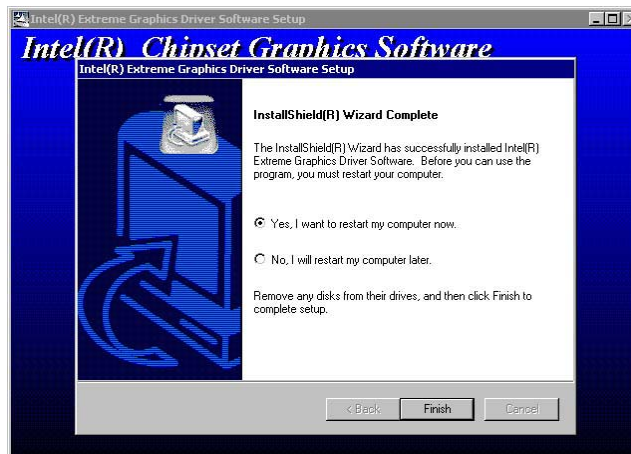 Intel(R) Extreme Graphics Driver Software Setup
Intel(R) Chipset Graphics Software
Intel(R) Extreme Graphics Driver Software Setup
InstallShield(R) Wizard Complete
The InstallShield(R) Wizard has successfully installed Intel(R)
Extreme Graphics Driver Software. Before you can use the
program, you must restart your computer.
Yes, I want to restart my computer now.
No, I will restart my computer later.
Remove any disks from their drives, and then click Finish to
complete setup.
< Back Finish Cancel